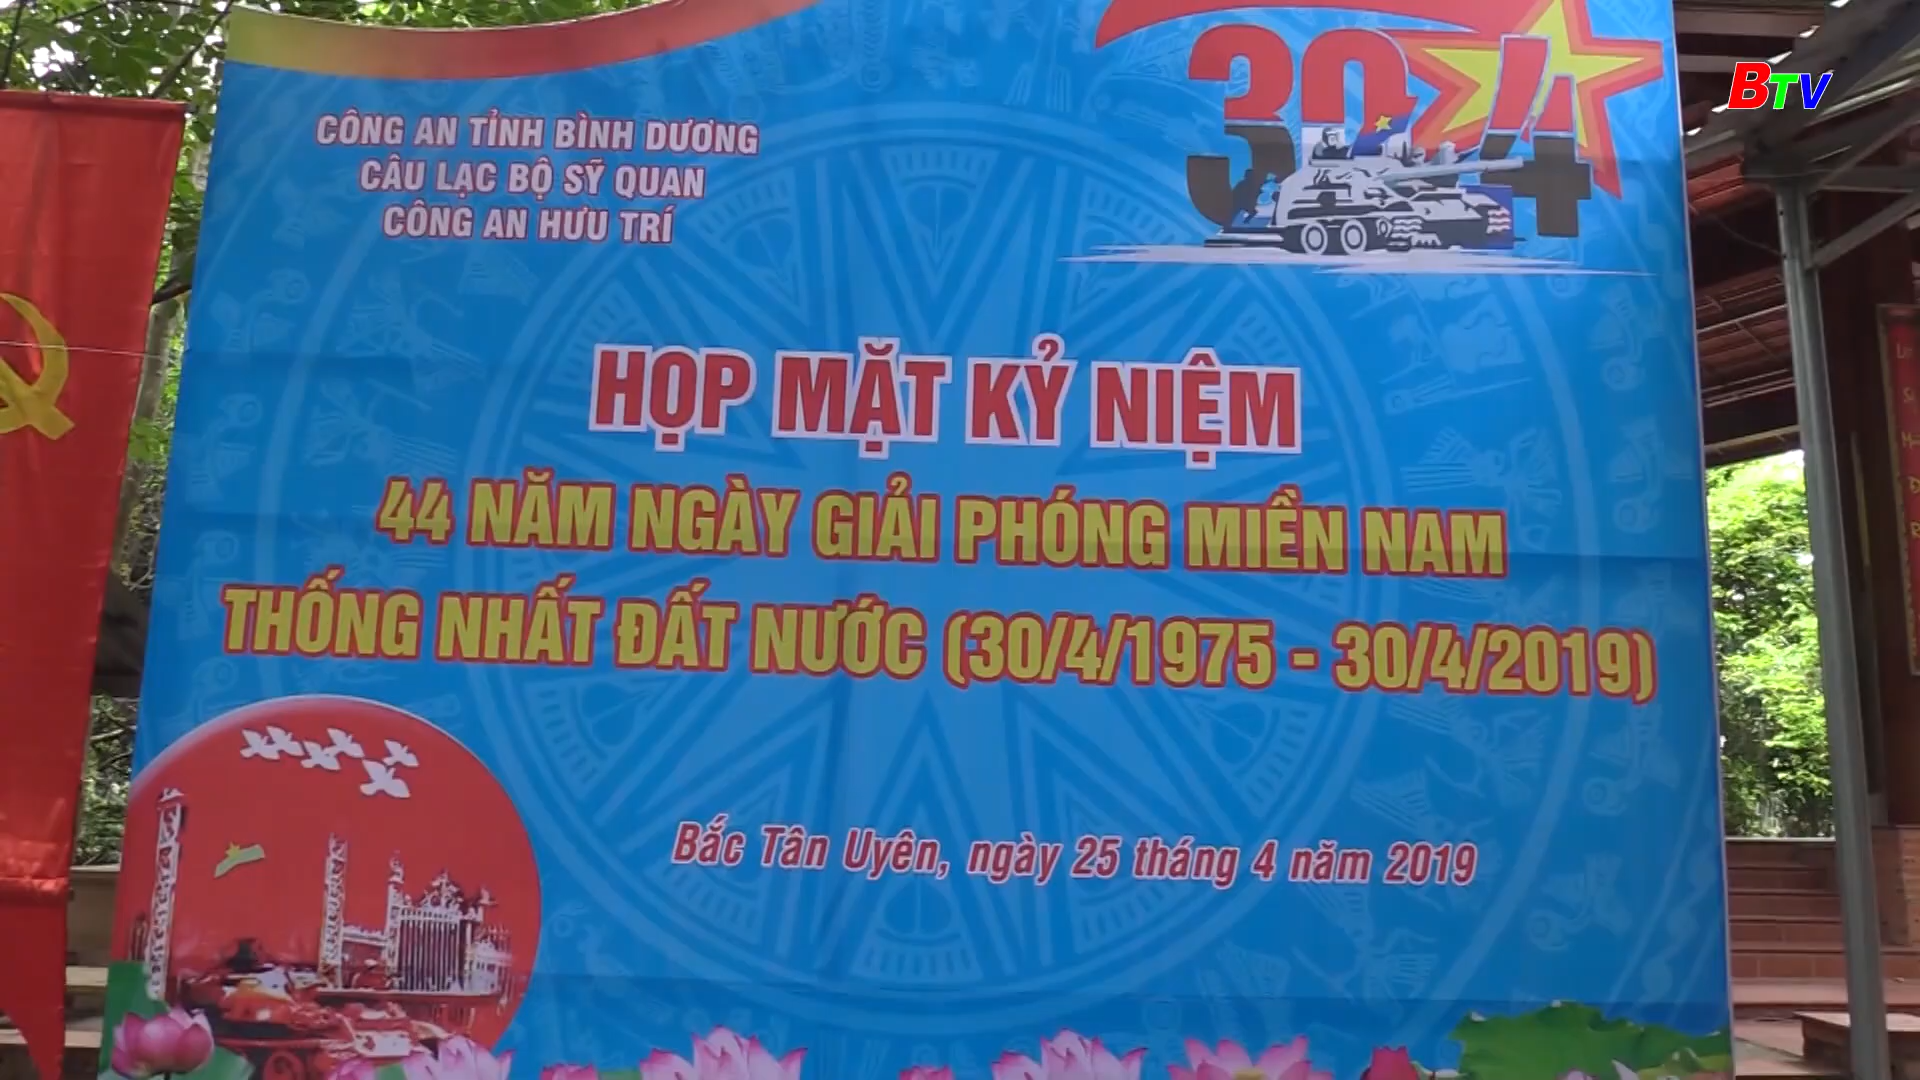 BTV
30/4
CÔNG AN TỈNH BÌNH DƯƠNG
CÂU LẠC BỘ SỸ QUAN
CÔNG AN HƯU TRÍ
HỌP MẶT KỶ NIỆM
44 NĂM NGÀY GIẢI PHÓNG MIỀN NAM
THỐNG NHẤT ĐẤT NƯỚC (30/4/1975 - 30/4/2019)
Bắc Tân Uyên, ngày 25 tháng 4 năm 2019